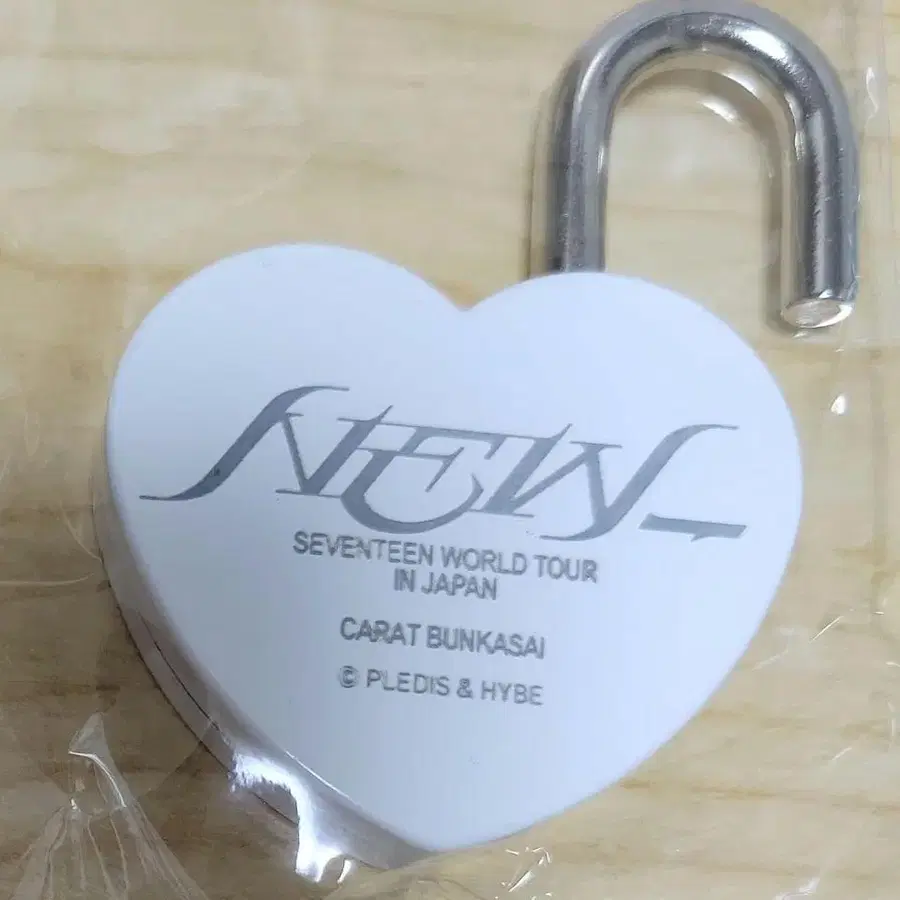 NEW_
SEVENTEEN WORLD TOUR
IN JAPAN
CARAT BUNKASAI
© PLEDIS & HYBE